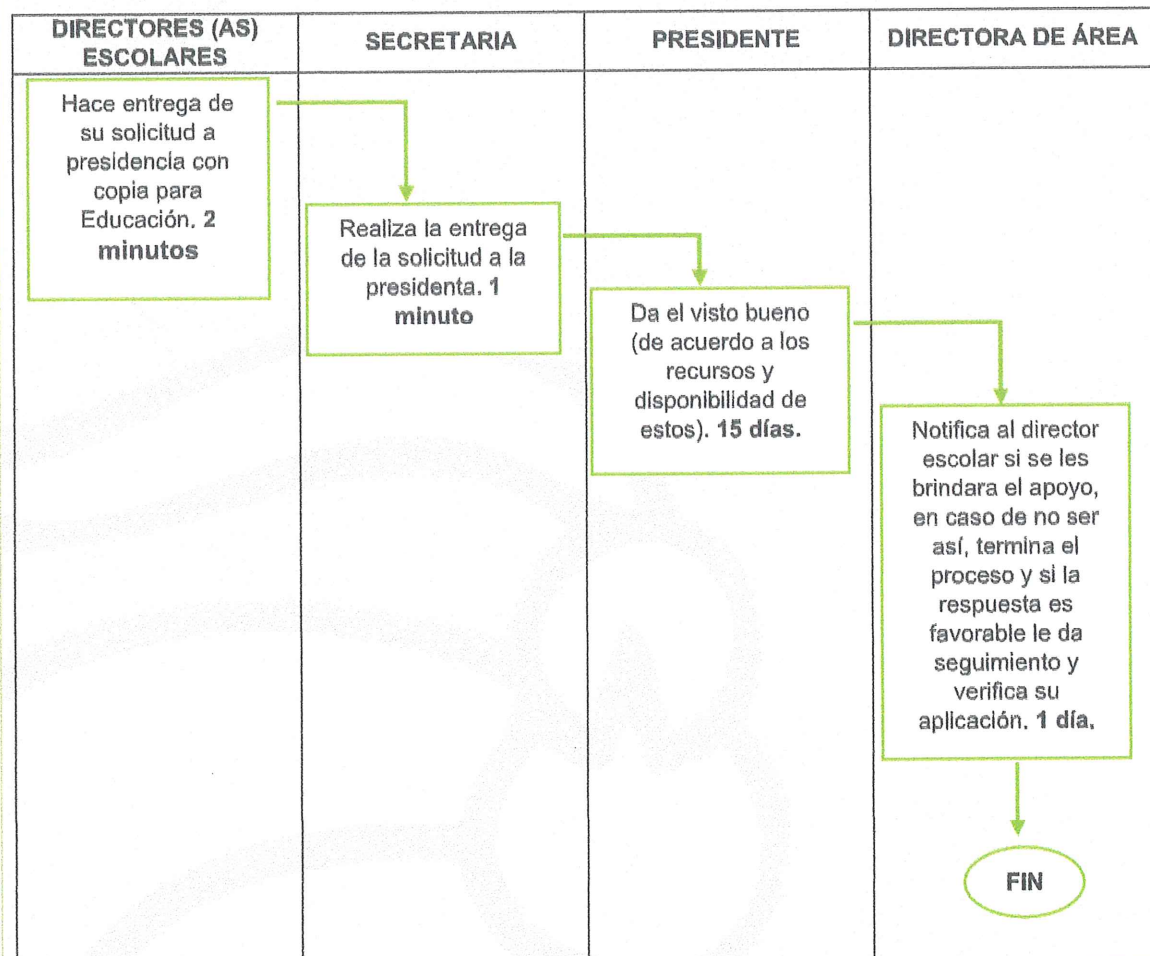 DIRECTORES (AS)
ESCOLARES
SECRETARIA
PRESIDENTE
DIRECTORA DE ÁREA
Hace entrega de
su solicitud a
presidencia con
copia para
Educación. 2
minutos
Realiza la entrega
de la solicitud a la
presidenta. 1
minuto
Da el visto bueno
(de acuerdo a los
recursos y
disponibilidad de
estos). 15 días.
Notifica al director
escolar si se les
brindara el apoyo,
en caso de no ser
así, termina el
proceso y si la
respuesta es
favorable le da
seguimiento y
verifica su
aplicación. 1 día.
FIN